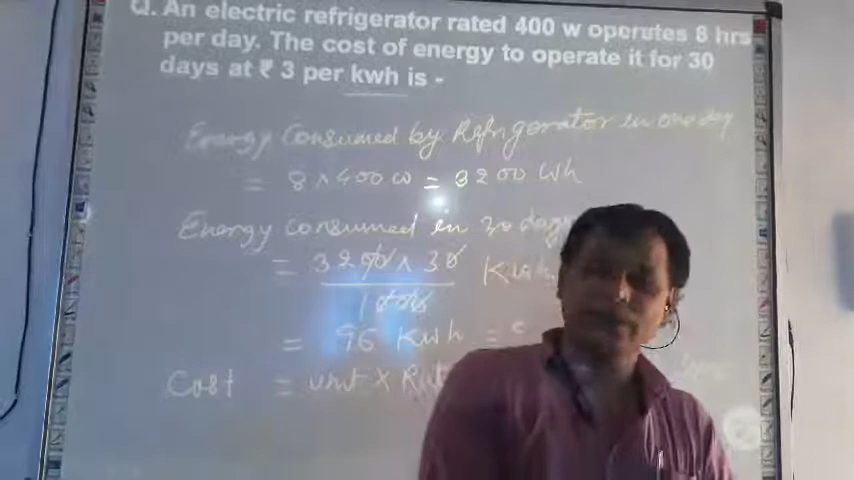 Q. An electric refrigerator rated 400 w operates 8 hrs
per day. The cost of energy to operate it for 30
days at ₹ 3 per kwh is -
Energy Consumed by Refrigerator in one day
= 8 × 400 W = 3200 Wh
Energy consumed in 30 days
= 3200 × 30 Kwh
1000
= 96 Kwh =
Cost = unit × Rate